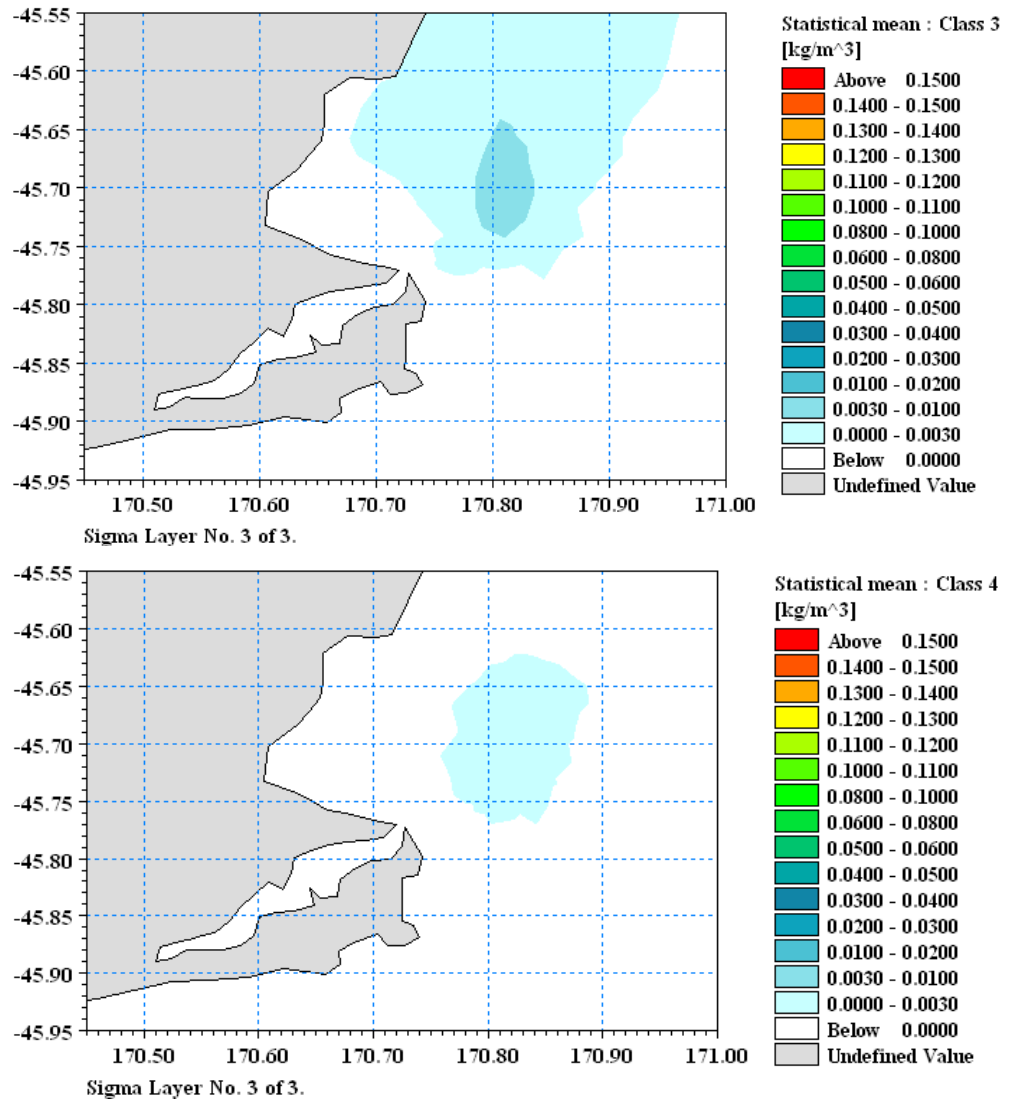 -45.55
-45.60
-45.65
-45.70
-45.75
-45.80
-45.85
-45.90
-45.95
170.50 170.60 170.70 170.80 170.90 171.00
Sigma Layer No. 3 of 3.
Statistical mean : Class 3
[kg/m^3]
Above 0.1500
0.1400 - 0.1500
0.1300 - 0.1400
0.1200 - 0.1300
0.1100 - 0.1200
0.1000 - 0.1100
0.0800 - 0.1000
0.0600 - 0.0800
0.0500 - 0.0600
0.0400 - 0.0500
0.0300 - 0.0400
0.0200 - 0.0300
0.0100 - 0.0200
0.0030 - 0.0100
0.0000 - 0.0030
Below 0.0000
Undefined Value
-45.55
-45.60
-45.65
-45.70
-45.75
-45.80
-45.85
-45.90
-45.95
170.50 170.60 170.70 170.80 170.90 171.00
Sigma Layer No. 3 of 3.
Statistical mean : Class 4
[kg/m^3]
Above 0.1500
0.1400 - 0.1500
0.1300 - 0.1400
0.1200 - 0.1300
0.1100 - 0.1200
0.1000 - 0.1100
0.0800 - 0.1000
0.0600 - 0.0800
0.0500 - 0.0600
0.0400 - 0.0500
0.0300 - 0.0400
0.0200 - 0.0300
0.0100 - 0.0200
0.0030 - 0.0100
0.0000 - 0.0030
Below 0.0000
Undefined Value